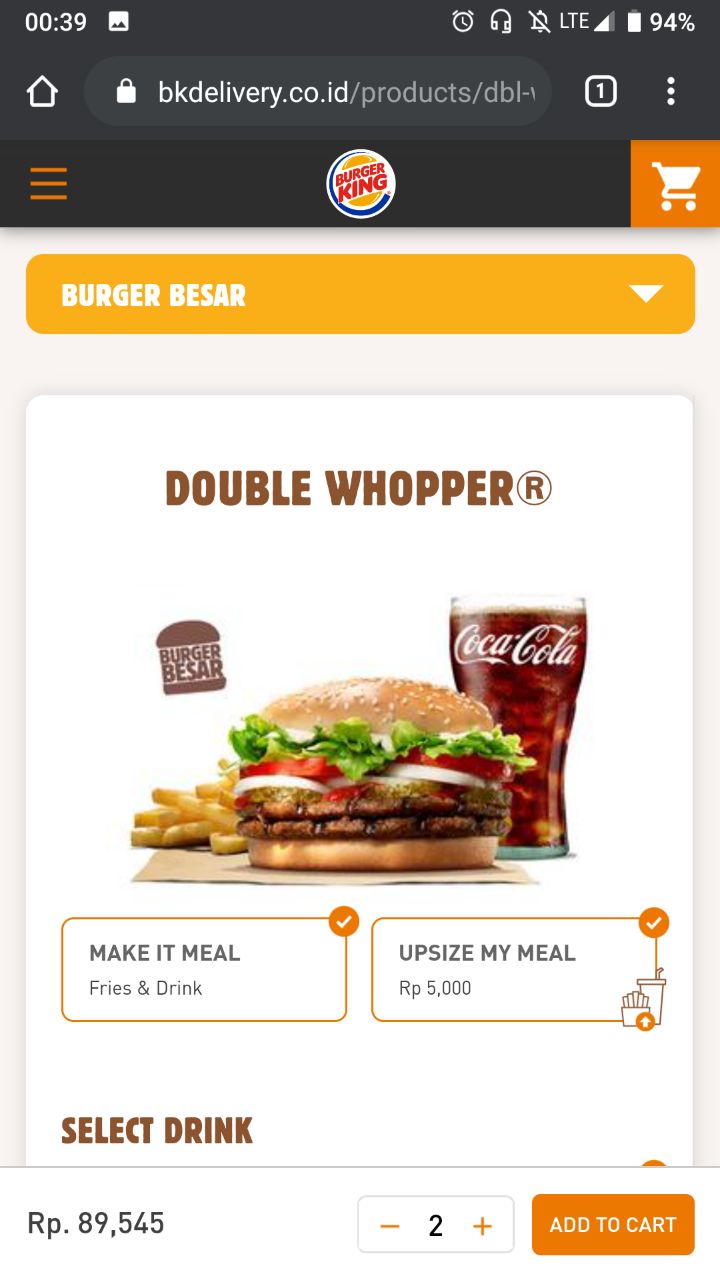 00:39
LTE
94%
bkdelivery.co.id/products/dbl-
1
BURGER
KING
BURGER BESAR
DOUBLE WHOPPER®
BURGER
BESAR
Coca-Cola
MAKE IT MEAL
Fries & Drink
UPSIZE MY MEAL
Rp 5,000
SELECT DRINK
Rp. 89,545
− 2 +
ADD TO CART